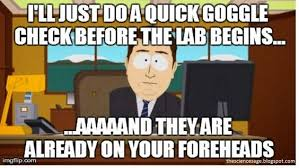 I'LL JUST DO A QUICK GOGGLE
CHECK BEFORE THE LAB BEGINS...
...AAAAAND THEY ARE
ALREADY ON YOUR FOREHEADS
imgflip.com
thesciencesage.blogspot.com